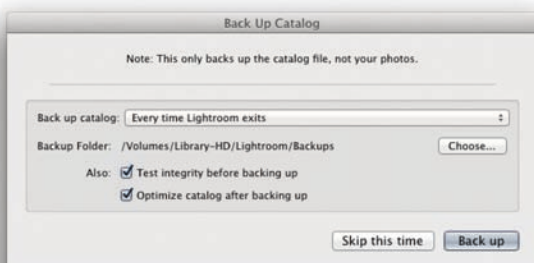 Back Up Catalog
Note: This only backs up the catalog file, not your photos.
Back up catalog: Every time Lightroom exits
Backup Folder: /Volumes/Library-HD/Lightroom/Backups Choose...
Also: Test integrity before backing up
Optimize catalog after backing up
Skip this time Back up